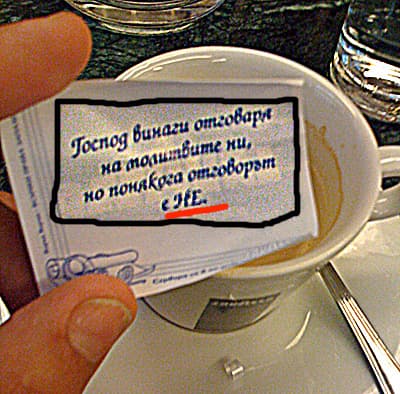 Господ винаги отговаря
на молитвите ни,
но понякога отговорът
е НЕ.